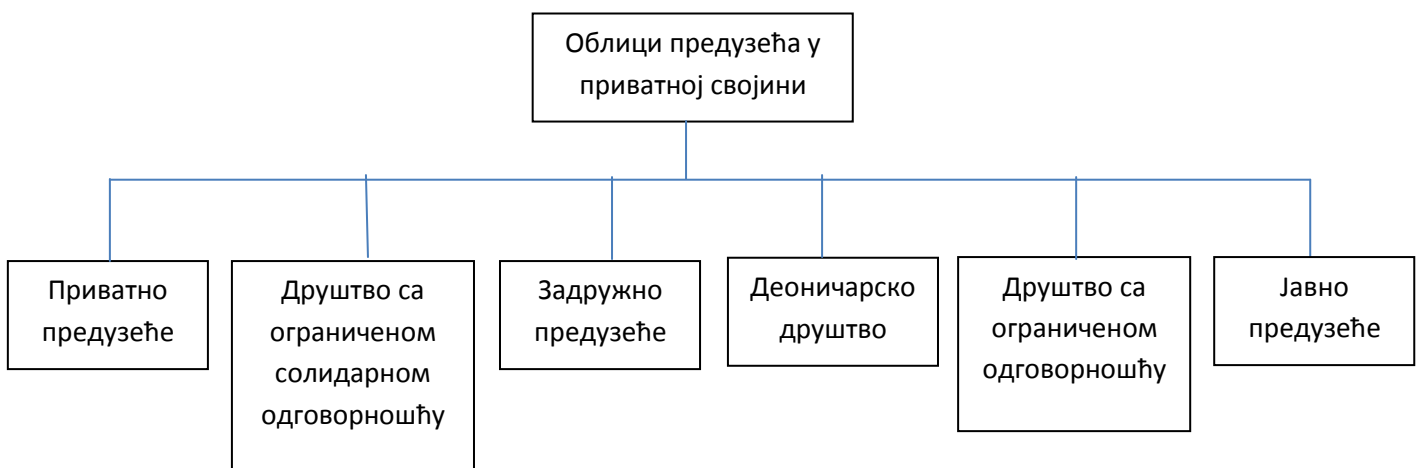 Облици предузећа у
приватној својини
Приватно
предузеће
Друштво са
ограниченом
солидарном
одговорношћу
Задружно
предузеће
Деоничарско
друштво
Друштво са
ограниченом
одговорношћу
Јавно
предузеће